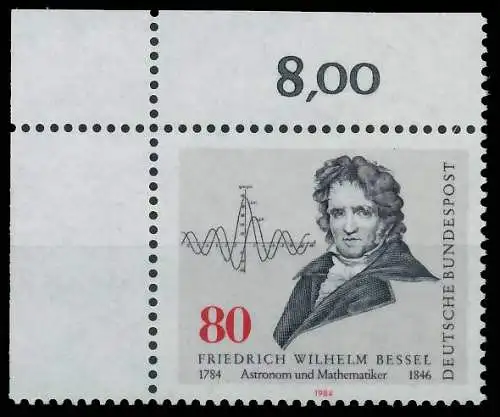 8,00
DEUTSCHE BUNDESPOST
80
FRIEDRICH WILHELM BESSEL
1784 Astronom und Mathematiker 1846
1984